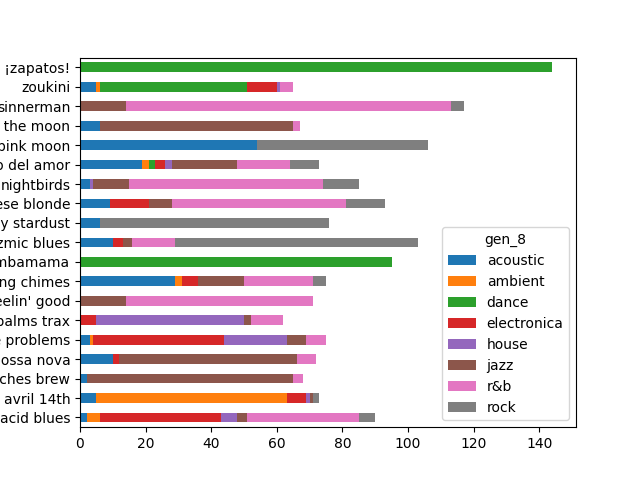 ¡zapatos!
zoukini
sinnerman
the moon
pink moon
o del amor
nightbirds
ese blonde
y stardust
zmic blues
mbamama
ng chimes
eelin' good
palms trax
e problems
ossa nova
ches brew
avril 14th
acid blues
0 20 40 60 80 100 120 140
gen_8
acoustic
ambient
dance
electronica
house
jazz
r&b
rock